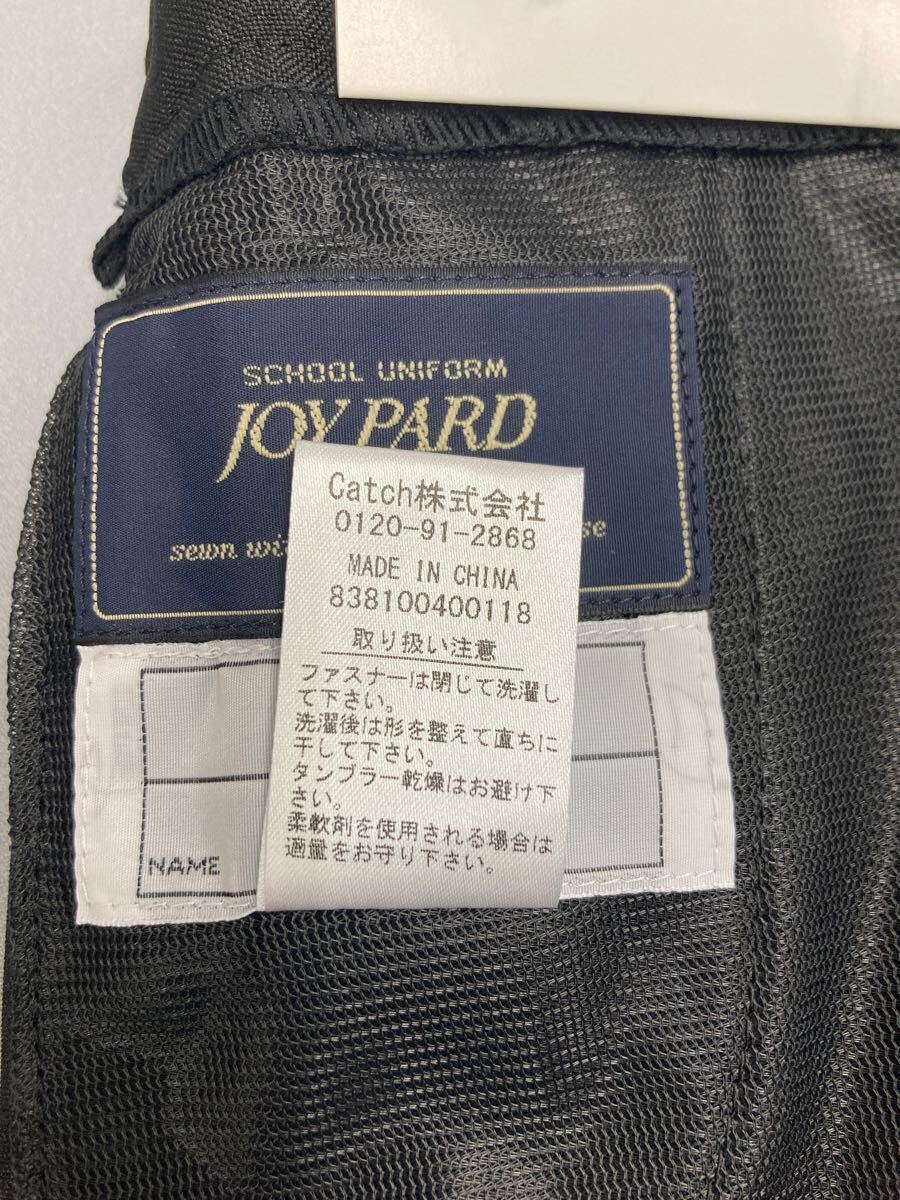 SCHOOL UNIFORM
JOY PARD
sewn
Catch株式会社
0120-91-2868
MADE IN CHINA
838100400118
取り扱い注意
ファスナーは閉じて洗濯し
て下さい。
洗濯後は形を整えて直ちに
干して下さい。
タンブラー乾燥はお避け下
さい。
柔軟剤を使用される場合は
適量をお守り下さい。
NAME